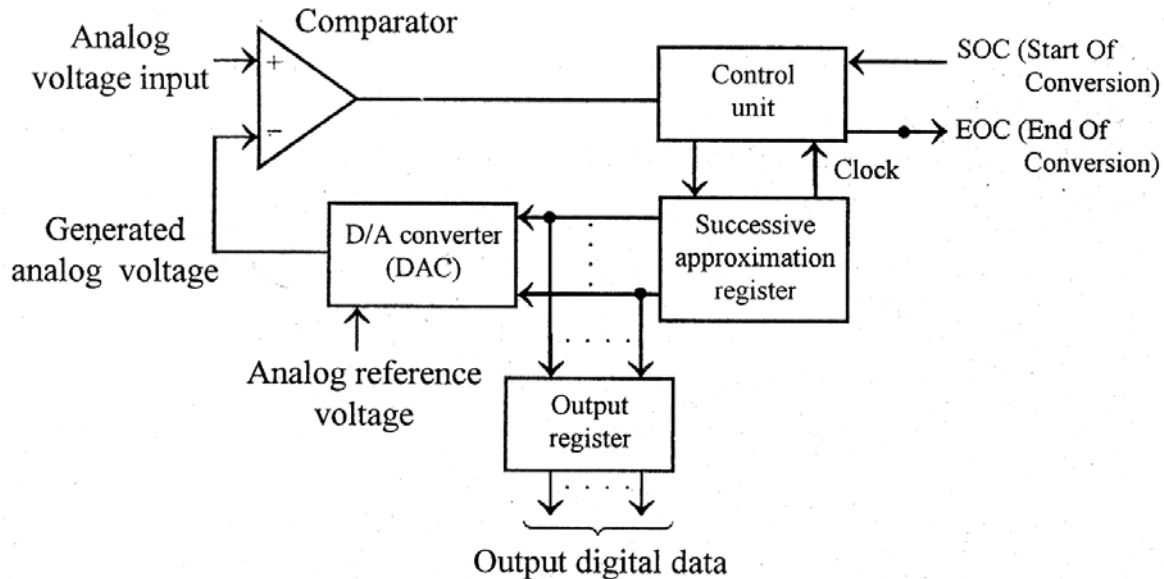 Comparator
Analog
voltage input
+
−
Control
unit
SOC (Start Of
Conversion)
EOC (End Of
Conversion)
Clock
Generated
analog voltage
D/A converter
(DAC)
Successive
approximation
register
Analog reference
voltage
Output
register
Output digital data